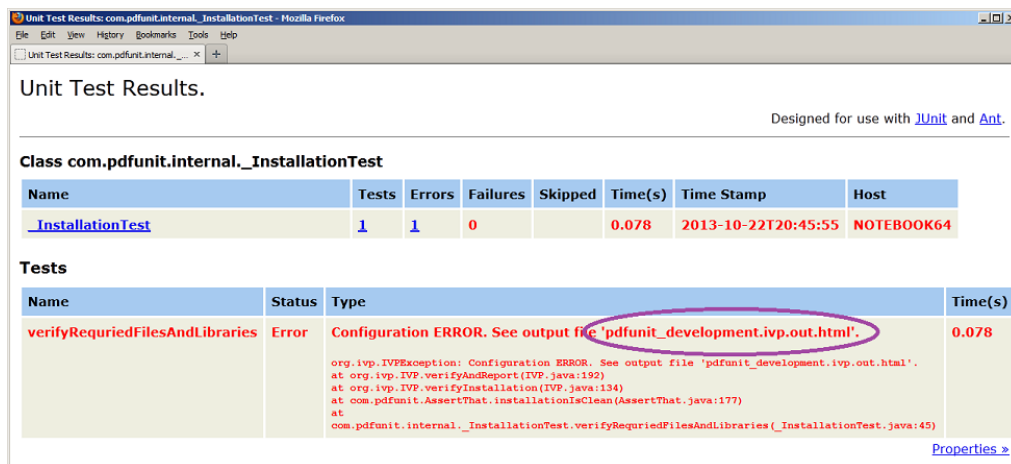 Unit Test Results: com.pdfunit.internal._InstallationTest - Mozilla Firefox
File Edit View History Bookmarks Tools Help
Unit Test Results: com.pdfunit.internal._... × +
Unit Test Results.
Designed for use with JUnit and Ant.
Class com.pdfunit.internal._InstallationTest
Name Tests Errors Failures Skipped Time(s) Time Stamp Host
_InstallationTest 1 1 0 0.078 2013-10-22T20:45:55 NOTEBOOK64
Tests
Name Status Type Time(s)
verifyRequriedFilesAndLibraries Error Configuration ERROR. See output file 'pdfunit_development.ivp.out.html'. 0.078
org.ivp.IVPException: Configuration ERROR. See output file 'pdfunit_development.ivp.out.html'.
at org.ivp.IVP.verifyAndReport(IVP.java:192)
at org.ivp.IVP.verifyInstallation(IVP.java:134)
at com.pdfunit.AssertThat.installationIsClean(AssertThat.java:177)
at
com.pdfunit.internal._InstallationTest.verifyRequriedFilesAndLibraries(_InstallationTest.java:45)
Properties »